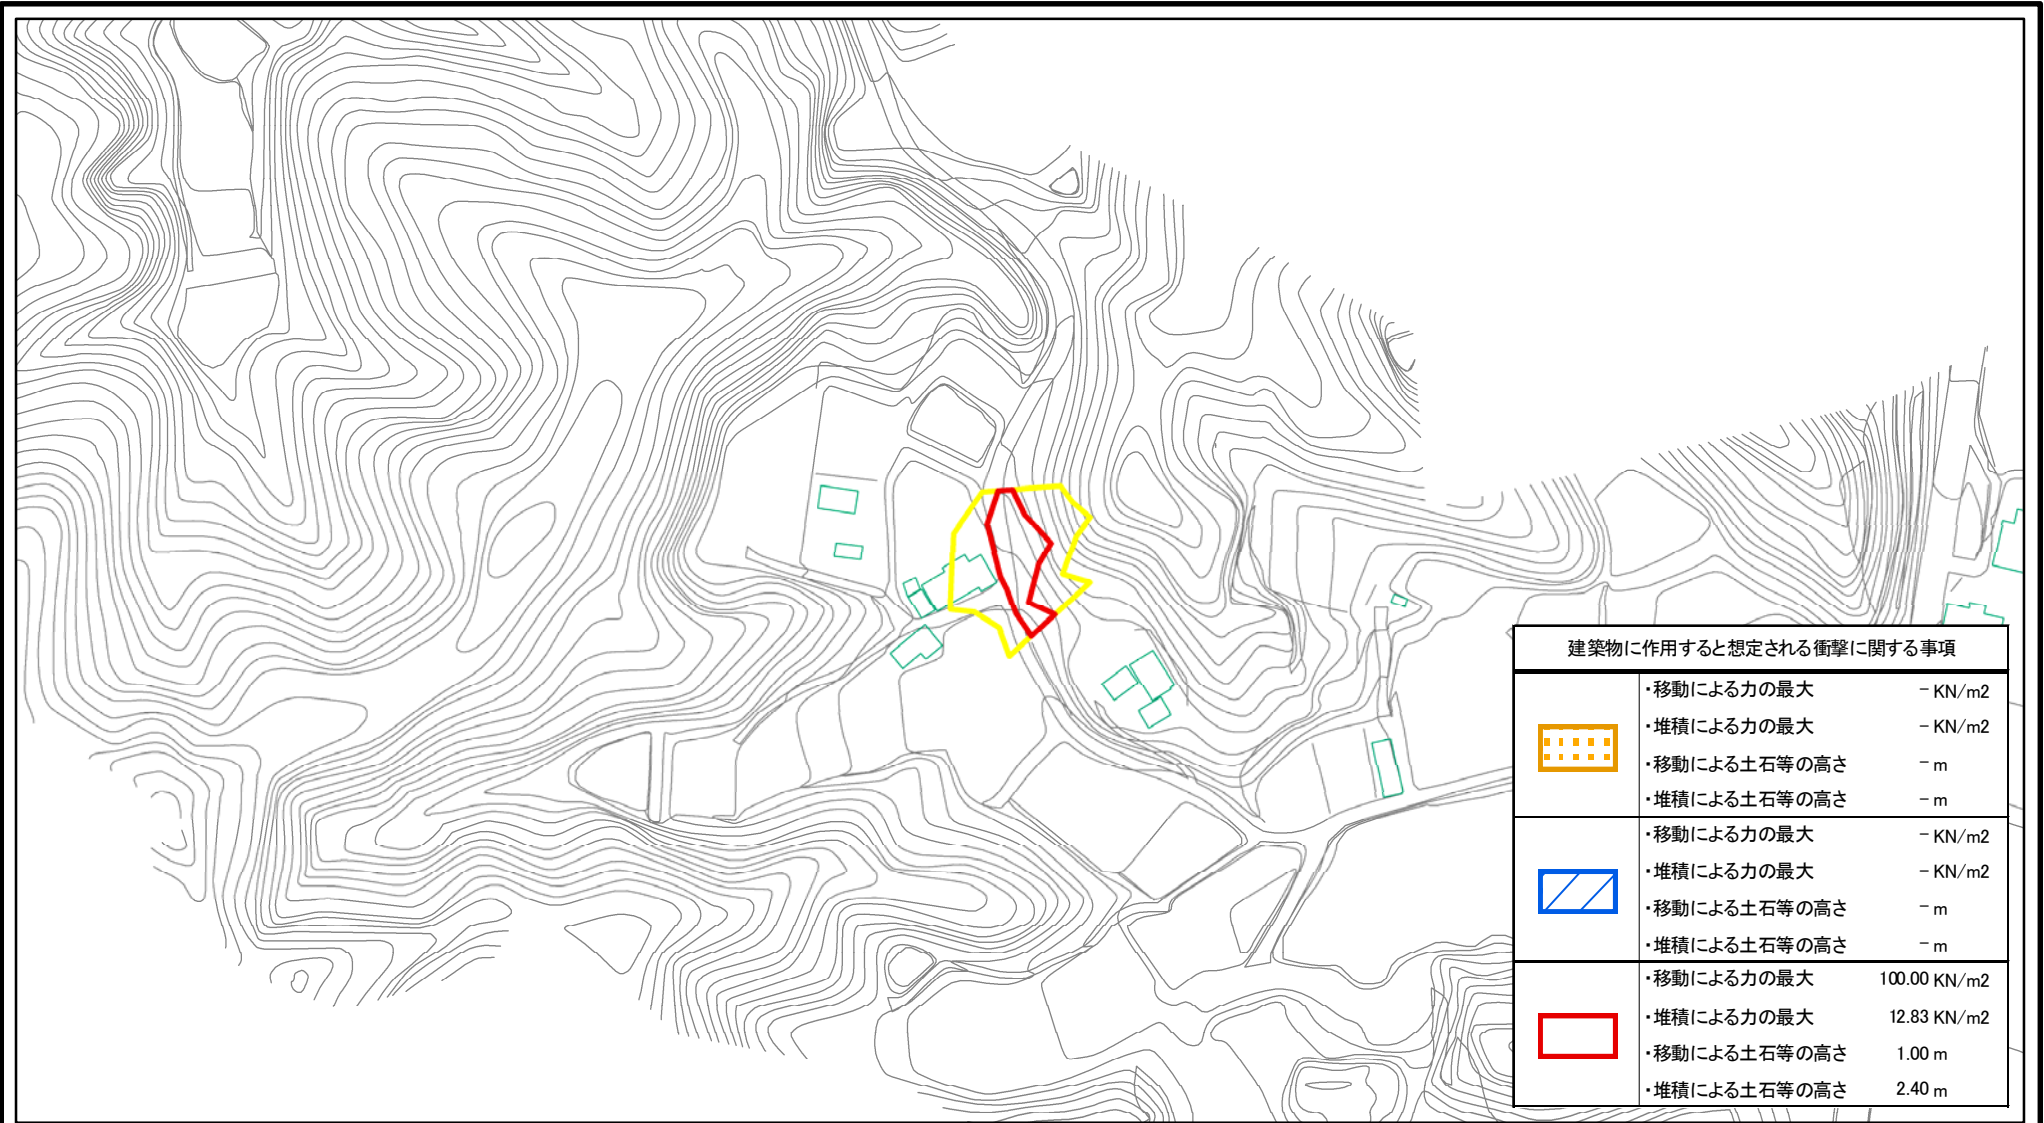 建築物に作用すると想定される衝撃に関する事項
・移動による力の最大 － KN/m2
・堆積による力の最大 － KN/m2
・移動による土石等の高さ － m
・堆積による土石等の高さ － m
・移動による力の最大 － KN/m2
・堆積による力の最大 － KN/m2
・移動による土石等の高さ － m
・堆積による土石等の高さ － m
・移動による力の最大 100.00 KN/m2
・堆積による力の最大 12.83 KN/m2
・移動による土石等の高さ 1.00 m
・堆積による土石等の高さ 2.40 m